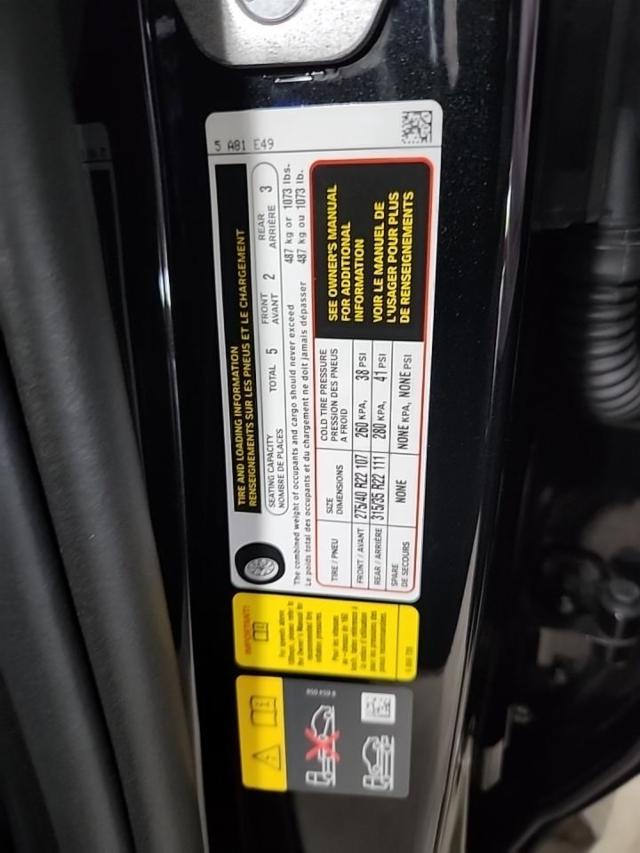 5 A81 E49
TIRE AND LOADING INFORMATION
RENSEIGNEMENTS SUR LES PNEUS ET LE CHARGEMENT
SEATING CAPACITY
NOMBRE DE PLACES
TOTAL 5
FRONT
AVANT 2
REAR
ARRIÈRE 3
The combined weight of occupants and cargo should never exceed 487 kg or 1073 lbs.
Le poids total des occupants et du chargement ne doit jamais dépasser 487 kg ou 1073 lb.
TIRE / PNEU
SIZE
DIMENSIONS
COLD TIRE PRESSURE
PRESSION DES PNEUS
A FROID
FRONT / AVANT 275/40 R22 107 260 KPA, 38 PSI
REAR / ARRIÈRE 315/35 R22 111 280 KPA, 41 PSI
SPARE
DE SECOURS
NONE NONE KPA, NONE PSI
SEE OWNER'S MANUAL
FOR ADDITIONAL
INFORMATION
VOIR LE MANUEL DE
L'USAGER POUR PLUS
DE RENSEIGNEMENTS
IMPORTANT!